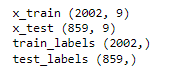 x_train (2002, 9)
x_test (859, 9)
train_labels (2002,)
test_labels (859,)